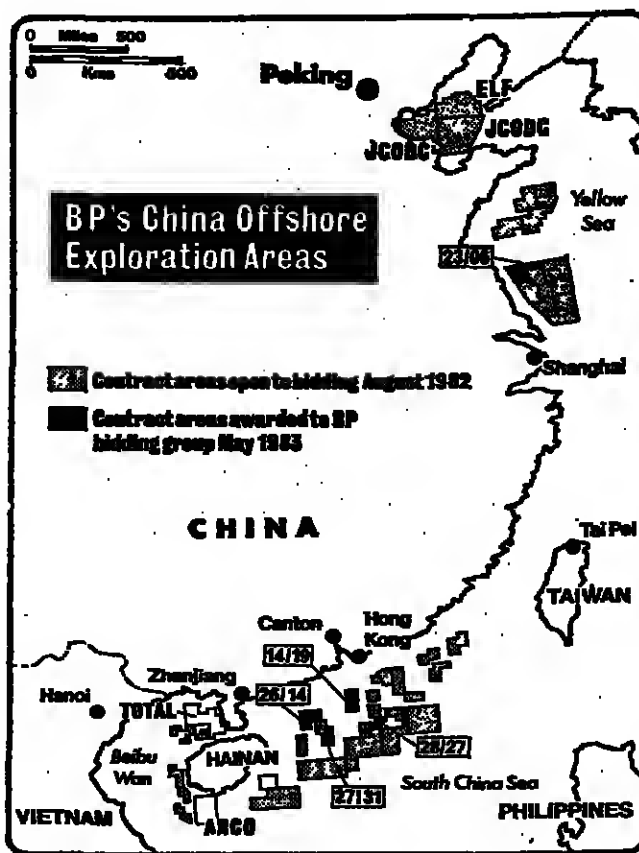 0 Miles 500
0 Kms 800
Peking
ELF
JCODC
JCODC
BP's China Offshore
Exploration Areas
Yellow
Sea
23/06
Shanghai
Contract areas open to bidding August 1982
Contract areas awarded to BP
bidding group May 1983
CHINA
Tai Pei
TAIWAN
Canton
Hong
Kong
14/19
Zhanjiang
26/14
Hanoi
TOTAL
Beibu
Wan
HAINAN
28/27
27/31
South China Sea
ARCO
VIETNAM
PHILIPPINES